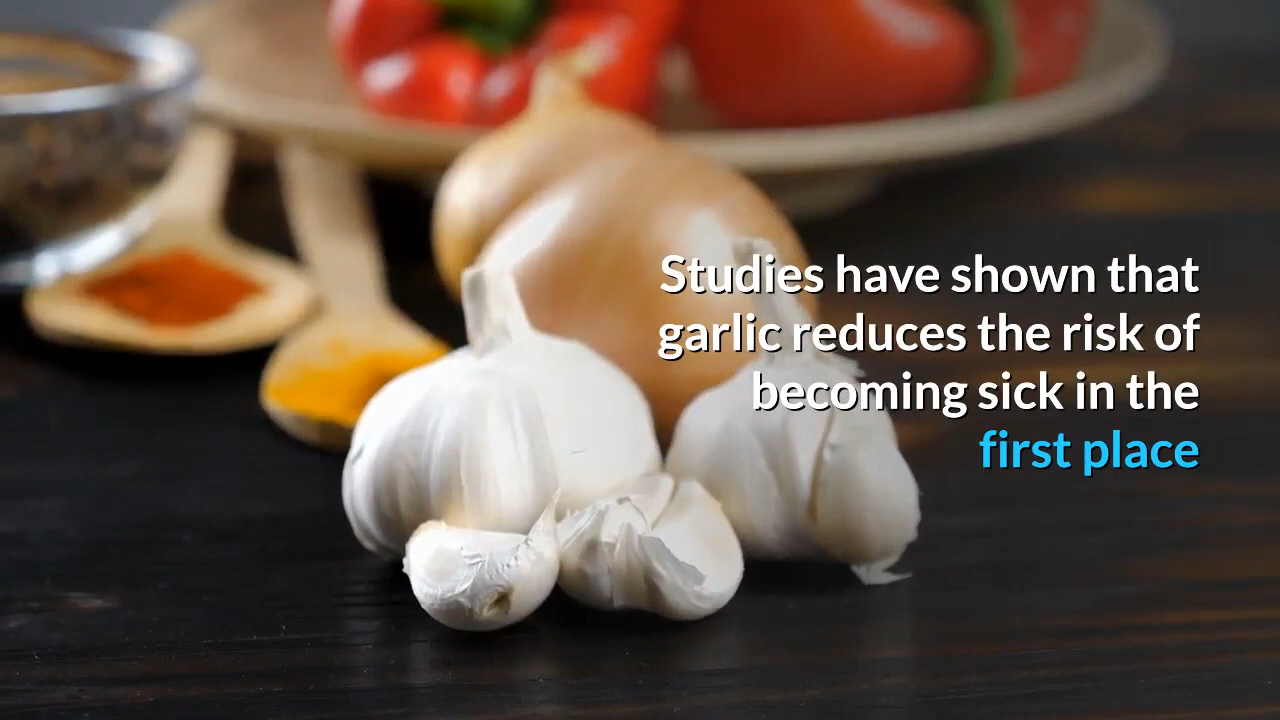 Studies have shown that
garlic reduces the risk of
becoming sick in the
first place